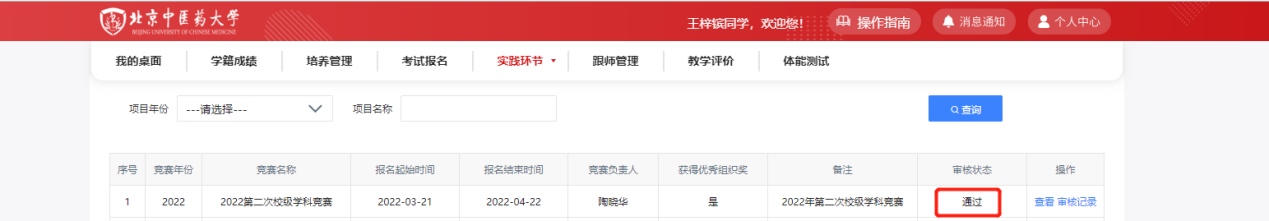 北京中医药大学
BEIJING UNIVERSITY OF CHINESE MEDICINE
王梓镔同学，欢迎您! 操作指南 消息通知 个人中心
我的桌面 学籍成绩 培养管理 考试报名 实践环节 跟师管理 教学评价 体能测试
项目年份 ---请选择--- 项目名称 查询
序号 竞赛年份 竞赛名称 报名起始时间 报名结束时间 竞赛负责人 获得优秀组织奖 备注 审核状态 操作
1 2022 2022第二次校级学科竞赛 2022-03-21 2022-04-22 陶晓华 是 2022年第二次校级学科竞赛 通过 查看 审核记录